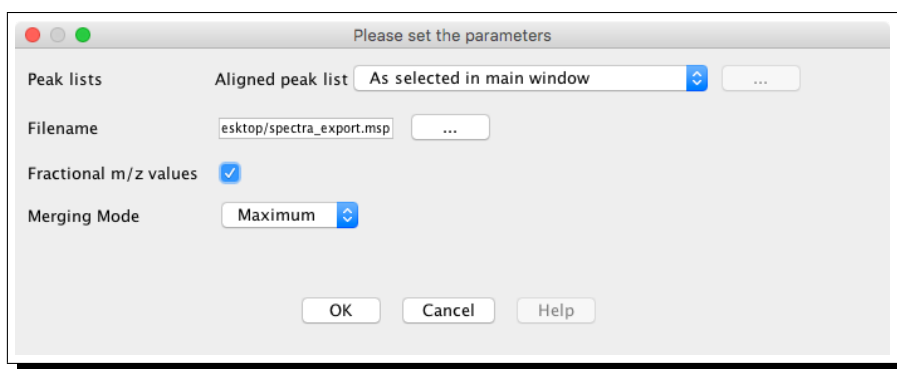 Please set the parameters
Peak lists Aligned peak list As selected in main window ...
Filename esktop/spectra_export.msp ...
Fractional m/z values
Merging Mode Maximum
OK Cancel Help